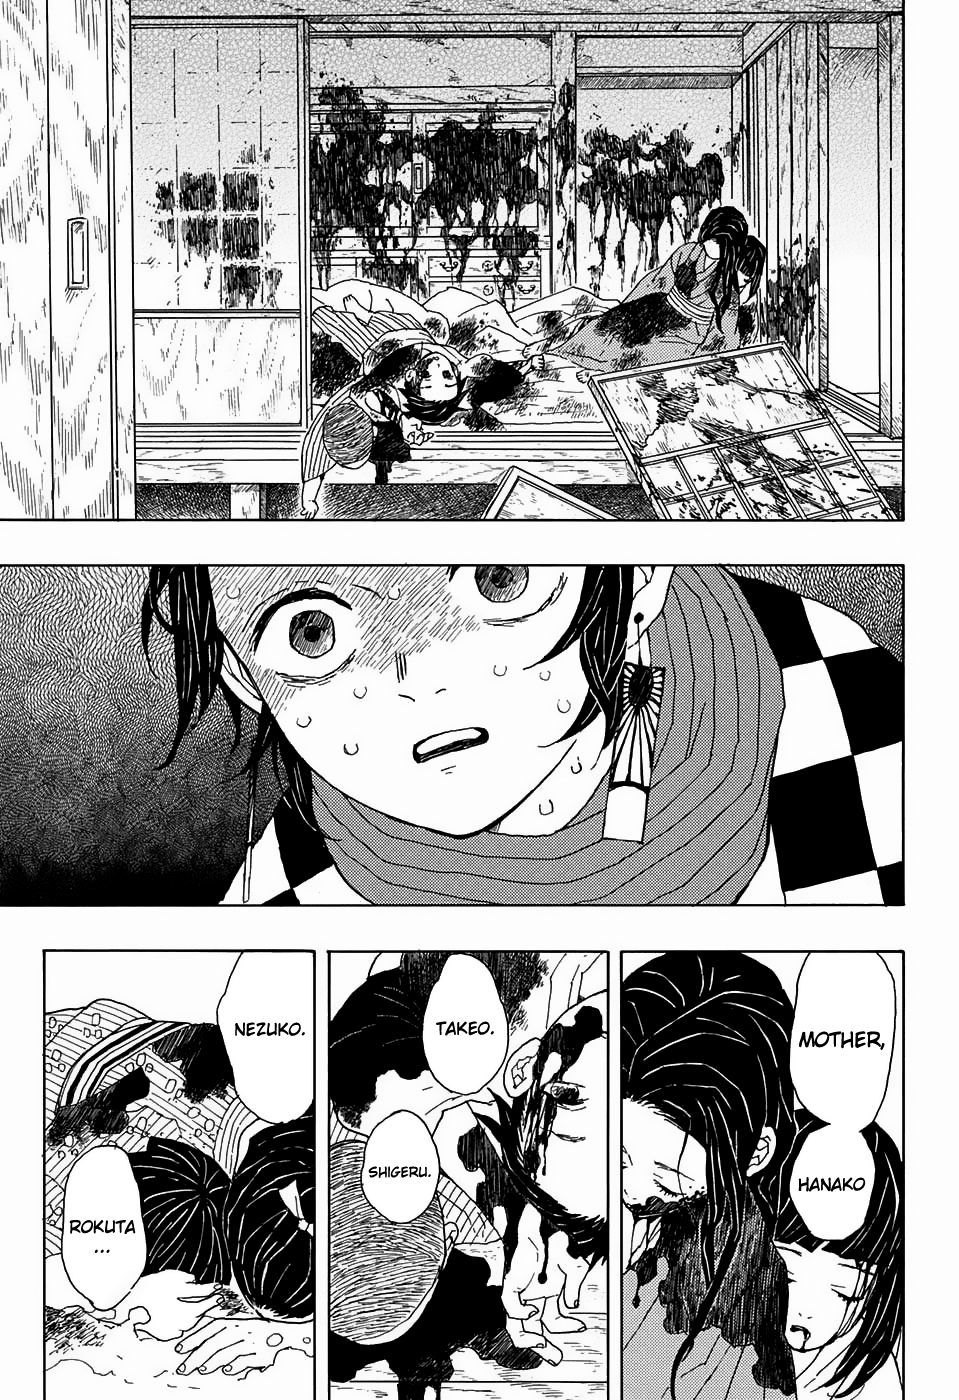 MOTHER,
HANAKO
TAKEO.
SHIGERU.
NEZUKO.
ROKUTA
...